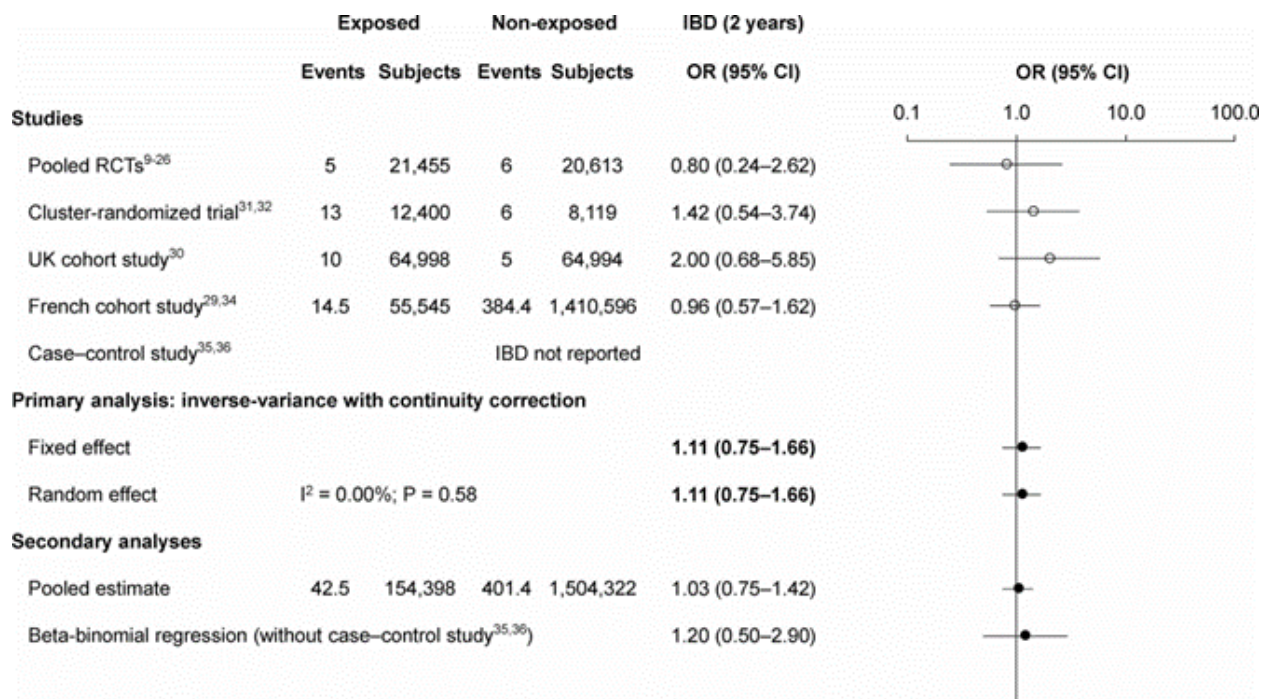 Exposed Non-exposed IBD (2 years)
Events Subjects Events Subjects OR (95% CI) OR (95% CI)
Studies 0.1 1.0 10.0 100.0
Pooled RCTs9-26 5 21,455 6 20,613 0.80 (0.24–2.62)
Cluster-randomized trial31,32 13 12,400 6 8,119 1.42 (0.54–3.74)
UK cohort study30 10 64,998 5 64,994 2.00 (0.68–5.85)
French cohort study29,34 14.5 55,545 384.4 1,410,596 0.96 (0.57–1.62)
Case–control study35,36 IBD not reported
Primary analysis: inverse-variance with continuity correction
Fixed effect 1.11 (0.75–1.66)
Random effect I2 = 0.00%; P = 0.58 1.11 (0.75–1.66)
Secondary analyses
Pooled estimate 42.5 154,398 401.4 1,504,322 1.03 (0.75–1.42)
Beta-binomial regression (without case–control study35,36) 1.20 (0.50–2.90)